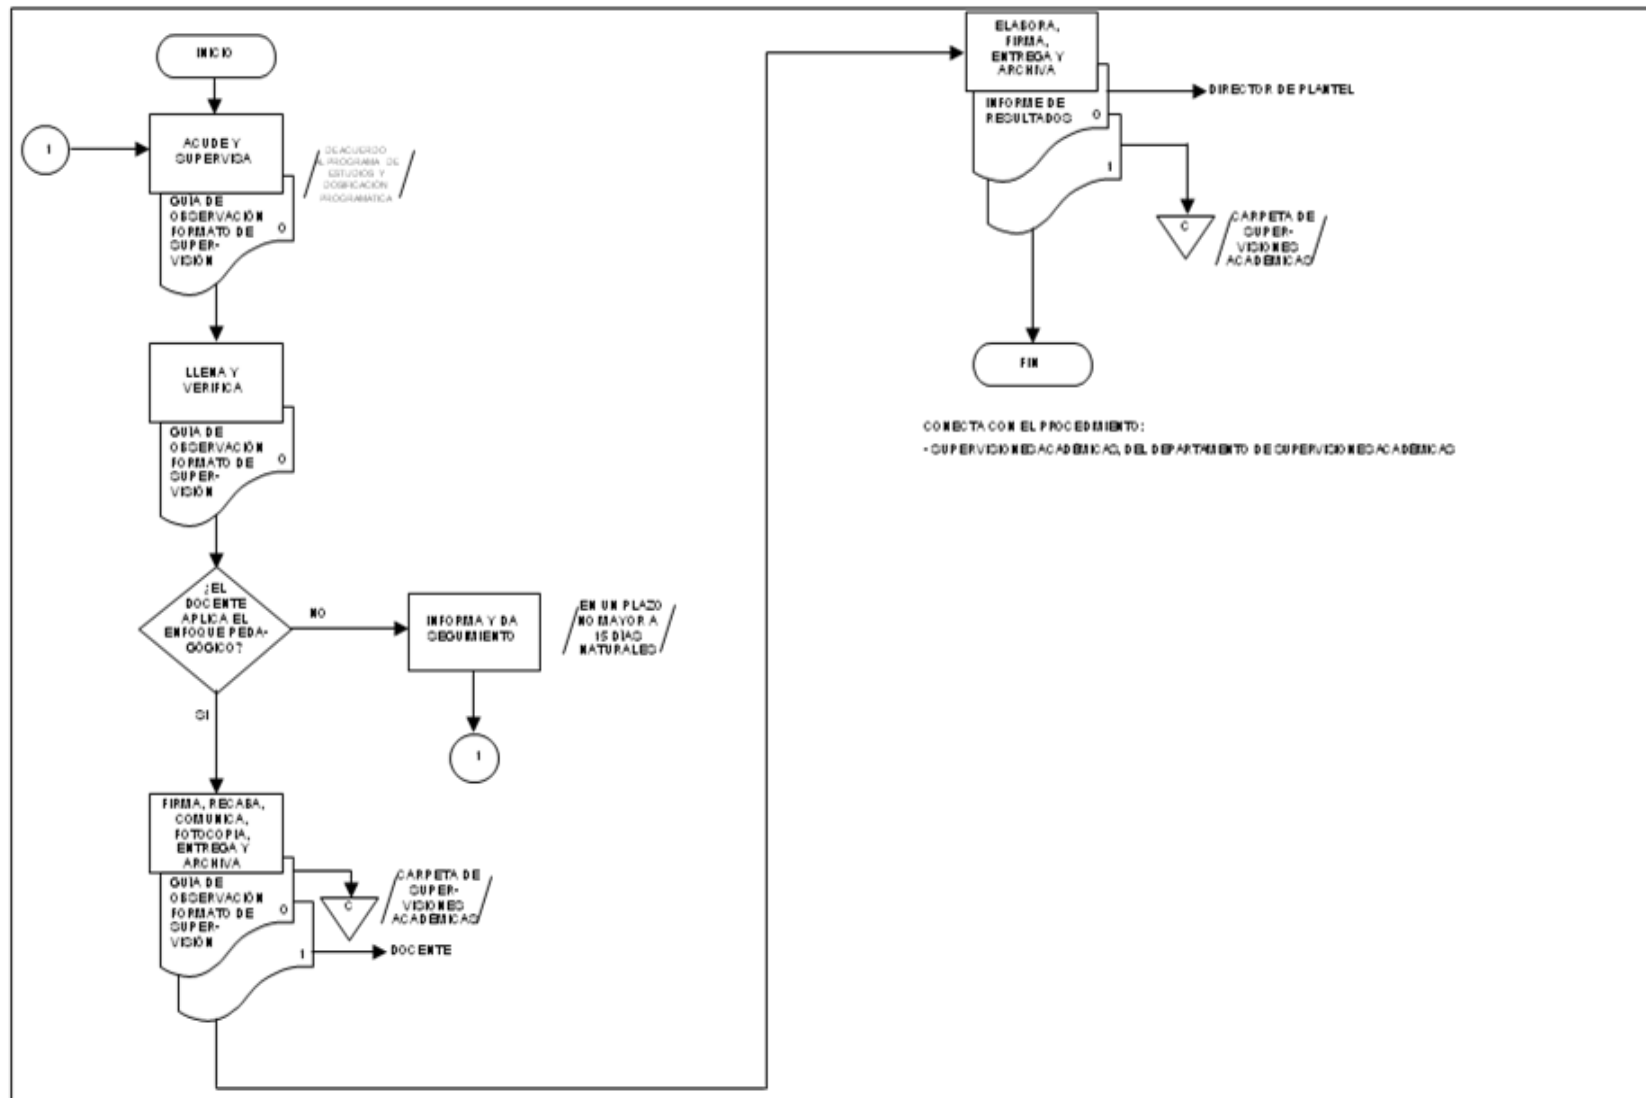 INICIO
1
ACUDE Y
SUPERVISA
DE ACUERDO
AL PROGRAMA DE
ESTUDIOS Y
DOSIFICACIÓN
PROGRAMATICA
GUÍA DE
OBSERVACIÓN
FORMATO DE
SUPER-
VISIÓN
0
LLENA Y
VERIFICA
GUÍA DE
OBSERVACIÓN
FORMATO DE
SUPER-
VISIÓN
0
¿EL
DOCENTE
APLICA EL
ENFOQUE PEDA-
GÓGICO?
NO
INFORMA Y DA
SEGUIMIENTO
EN UN PLAZO
NO MAYOR A
15 DÍAS
NATURALES
1
SI
FIRMA, RECABA,
COMUNICA,
FOTOCOPIA,
ENTREGA Y
ARCHIVA
GUÍA DE
OBSERVACIÓN
FORMATO DE
SUPER-
VISIÓN
0
1
C
CARPETA DE
SUPER-
VISIONES
ACADÉMICAS
DOCENTE
ELABORA,
FIRMA,
ENTREGA Y
ARCHIVA
INFORME DE
RESULTADOS
0
1
DIRECTOR DE PLANTEL
C
CARPETA DE
SUPER-
VISIONES
ACADÉMICAS
FIN
CONECTA CON EL PROCEDIMIENTO:
- SUPERVISIONES ACADÉMICAS, DEL DEPARTAMENTO DE SUPERVISIONES ACADÉMICAS